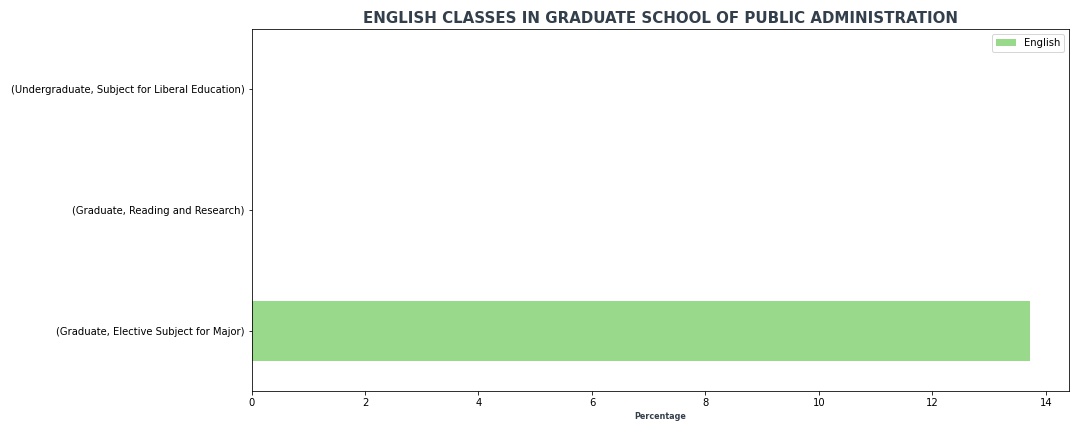 ENGLISH CLASSES IN GRADUATE SCHOOL OF PUBLIC ADMINISTRATION
English
(Undergraduate, Subject for Liberal Education)
(Graduate, Reading and Research)
(Graduate, Elective Subject for Major)
0 2 4 6 8 10 12 14
Percentage